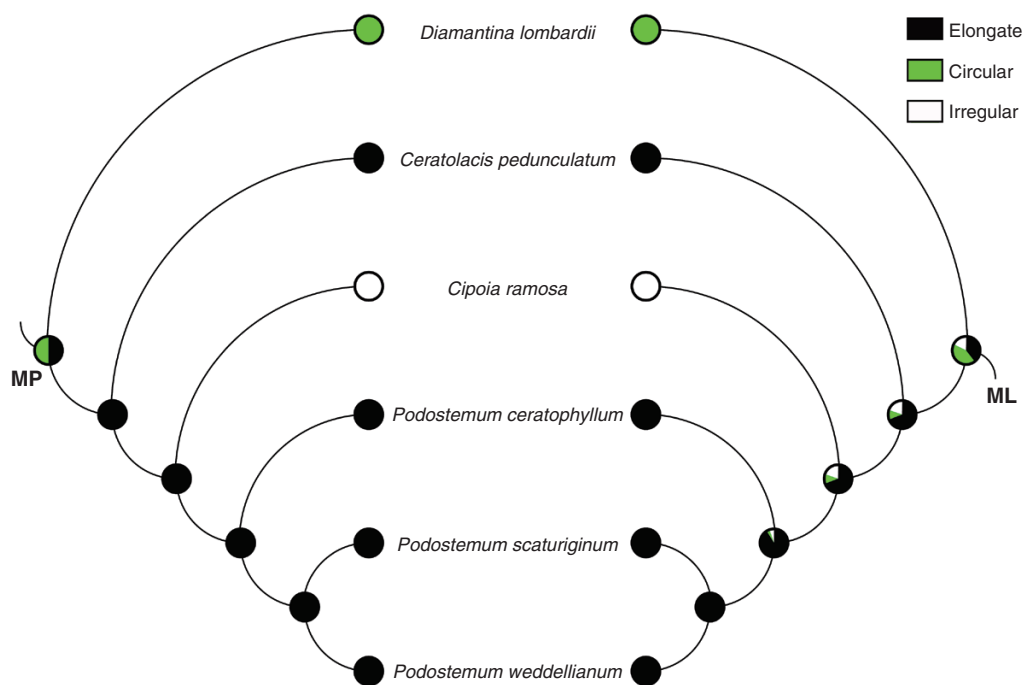 Diamantina lombardii
Elongate
Circular
Irregular
Ceratolacis pedunculatum
Cipoia ramosa
MP
ML
Podostemum ceratophyllum
Podostemum scaturiginum
Podostemum weddellianum